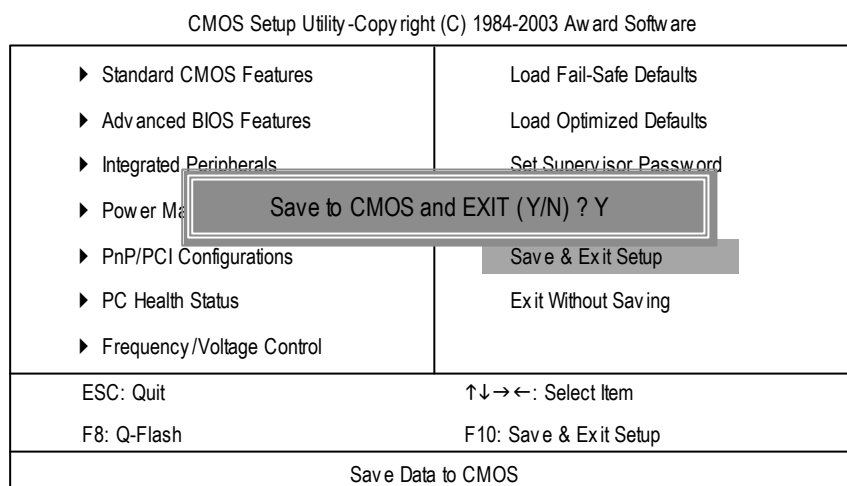 CMOS Setup Utility-Copyright (C) 1984-2003 Award Software
▶ Standard CMOS Features
▶ Advanced BIOS Features
▶ Integrated Peripherals
▶ Power Ma
▶ PnP/PCI Configurations
▶ PC Health Status
▶ Frequency/Voltage Control
Load Fail-Safe Defaults
Load Optimized Defaults
Set Supervisor Password
Save & Exit Setup
Exit Without Saving
Save to CMOS and EXIT (Y/N) ? Y
ESC: Quit
↑↓→←: Select Item
F8: Q-Flash
F10: Save & Exit Setup
Save Data to CMOS